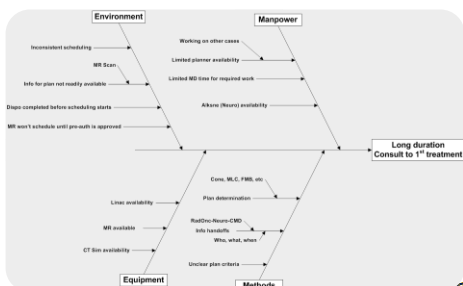 Environment
Manpower
Inconsistent scheduling
MR Scan
Info for plan not readily available
Dispo completed before scheduling starts
MR won't schedule until pre-auth is approved
Working on other cases
Limited planner availability
Limited MD time for required work
Alksne (Neuro) availability
Long duration
Consult to 1st treatment
Linac availability
MR available
CT Sim availability
Equipment
Cone, MLC, FMB, etc
Plan determination
RadOnc-Neuro-CMD
Info handoffs
Who, what, when
Unclear plan criteria
Methods